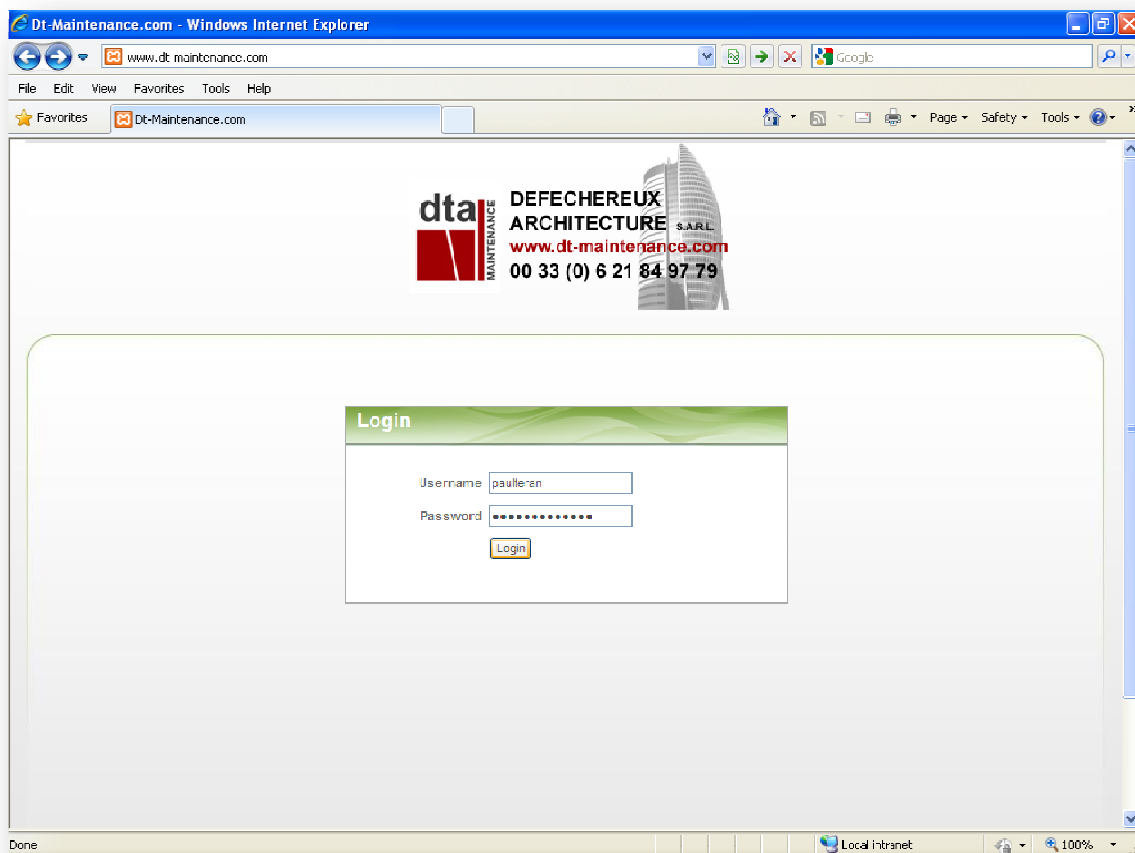 Dt-Maintenance.com - Windows Internet Explorer
www.dt-maintenance.com
Google
File Edit View Favorites Tools Help
Favorites Dt-Maintenance.com Page Safety Tools
dta MAINTENANCE
DEFECHEREUX
ARCHITECTURE S.A.R.L.
www.dt-maintenance.com
00 33 (0) 6 21 84 97 79
Login
Username
Password •••••••••••••
Login
Done Local intranet 100%